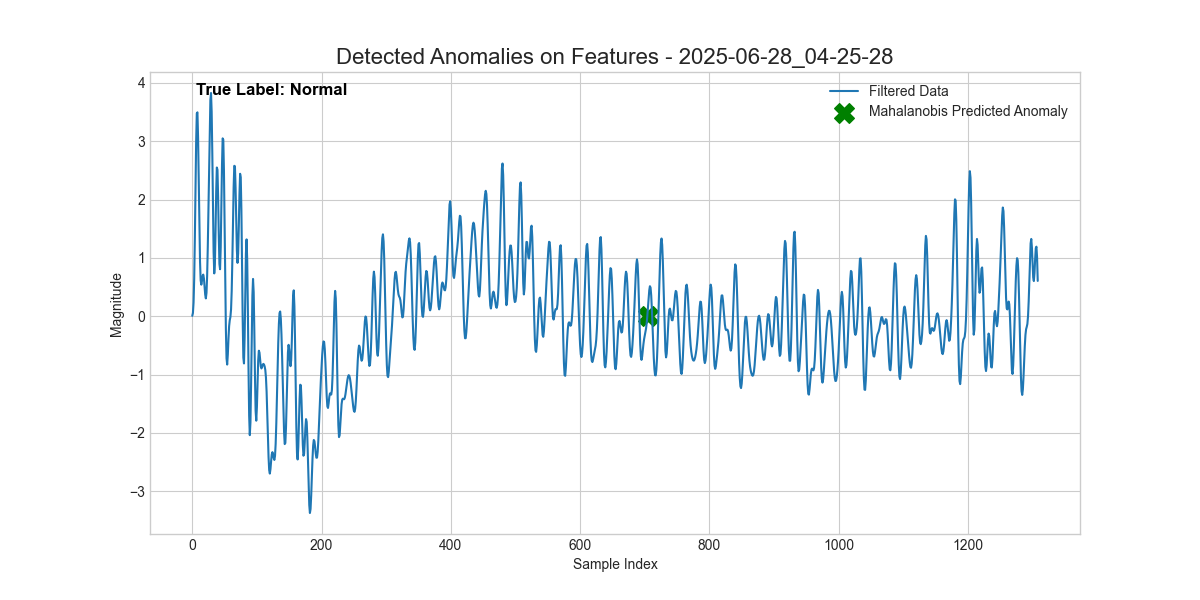 Detected Anomalies on Features - 2025-06-28_04-25-28
True Label: Normal
Filtered Data
Mahalanobis Predicted Anomaly
Magnitude
4
3
2
1
0
−1
−2
−3
0
200
400
600
800
1000
1200
Sample Index